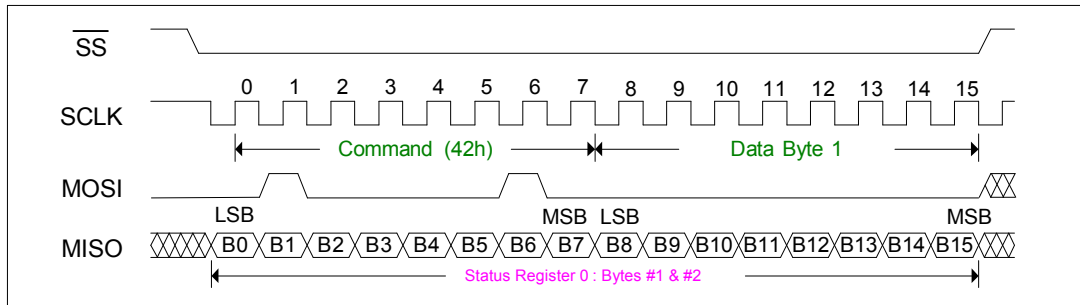 SS
0 1 2 3 4 5 6 7 8 9 10 11 12 13 14 15
SCLK
Command (42h) Data Byte 1
MOSI
LSB MSB LSB MSB
MISO B0 B1 B2 B3 B4 B5 B6 B7 B8 B9 B10 B11 B12 B13 B14 B15
Status Register 0 : Bytes #1 & #2